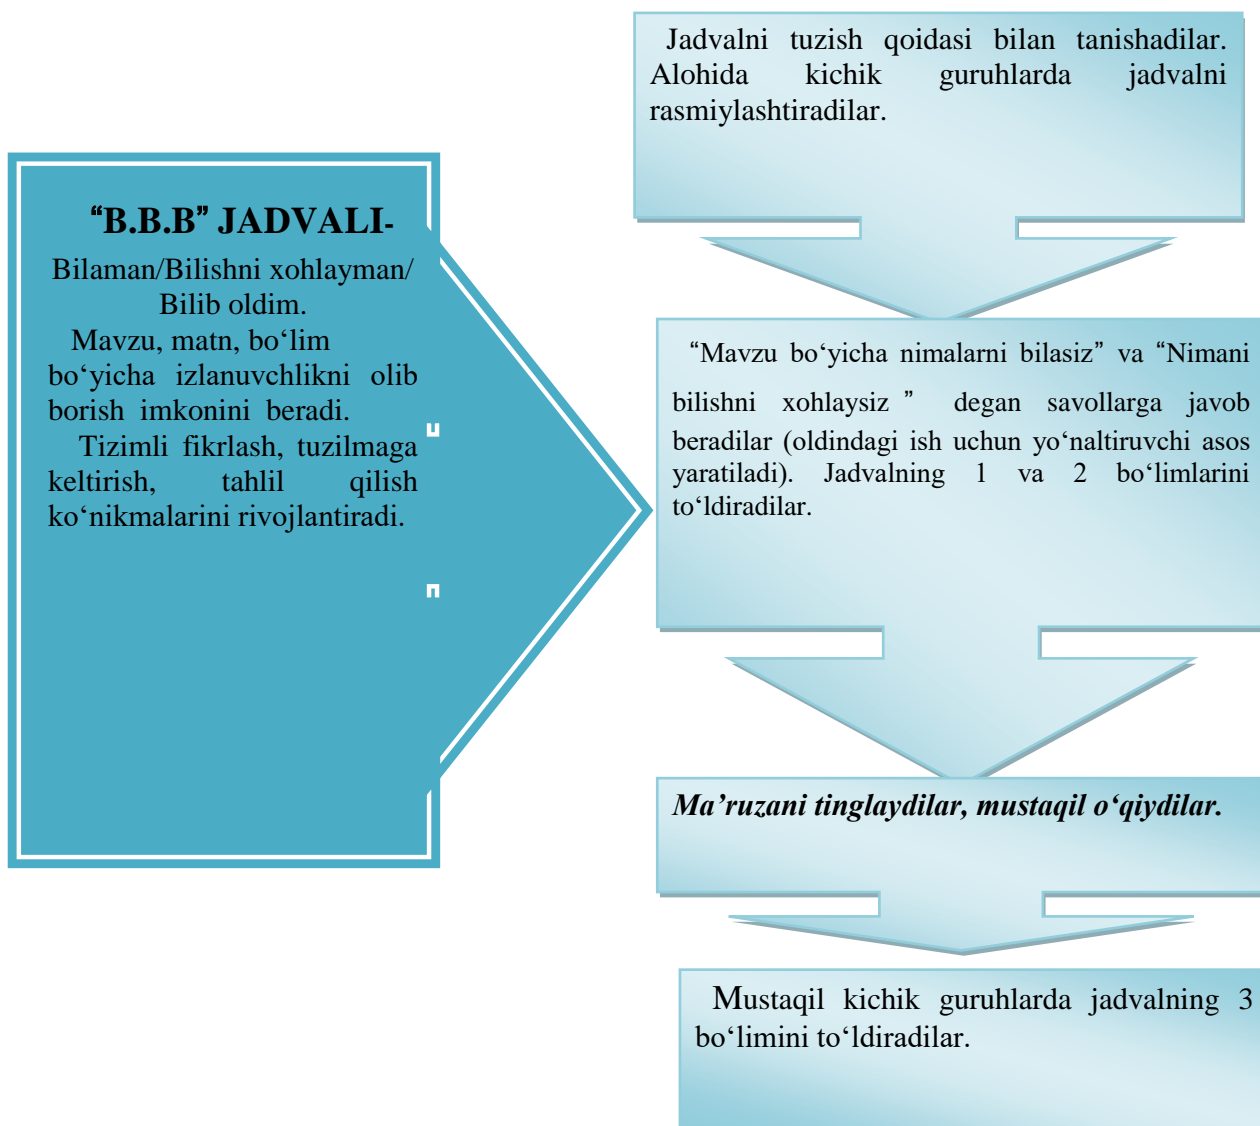 “B.B.B” JADVALI-
Bilaman/Bilishni xohlayman/
Bilib oldim.
Mavzu, matn, bo‘lim
bo‘yicha izlanuvchlikni olib
borish imkonini beradi.
Tizimli fikrlash, tuzilmaga
keltirish, tahlil qilish
ko‘nikmalarini rivojlantiradi.
Jadvalni tuzish qoidasi bilan tanishadilar.
Alohida kichik guruhlarda jadvalni
rasmiylashtiradilar.
“Mavzu bo‘yicha nimalarni bilasiz” va “Nimani
bilishni xohlaysiz ” degan savollarga javob
beradilar (oldindagi ish uchun yo‘naltiruvchi asos
yaratiladi). Jadvalning 1 va 2 bo‘limlarini
to‘ldiradilar.
Ma’ruzani tinglaydilar, mustaqil o‘qiydilar.
Mustaqil kichik guruhlarda jadvalning 3
bo‘limini to‘ldiradilar.